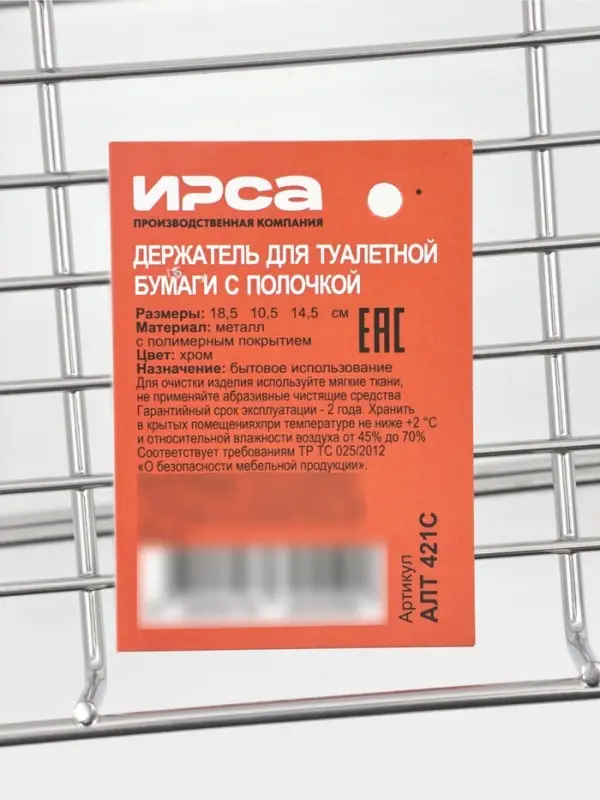 ИРСА
ПРОИЗВОДСТВЕННАЯ КОМПАНИЯ
ДЕРЖАТЕЛЬ ДЛЯ ТУАЛЕТНОЙ
БУМАГИ С ПОЛОЧКОЙ
Размеры: 18,5 10,5 14,5 см
Материал: металл
с полимерным покрытием
Цвет: хром
Назначение: бытовое использование
Для очистки изделия используйте мягкие ткани,
не применяйте абразивные чистящие средства
Гарантийный срок эксплуатации - 2 года. Хранить
в крытых помещенияхпри температуре не ниже +2 °С
и относительной влажности воздуха от 45% до 70%
Соответствует требованиям ТР ТС 025/2012
«О безопасности мебельной продукции».
ЕАС
Артикул
АЛТ 421С